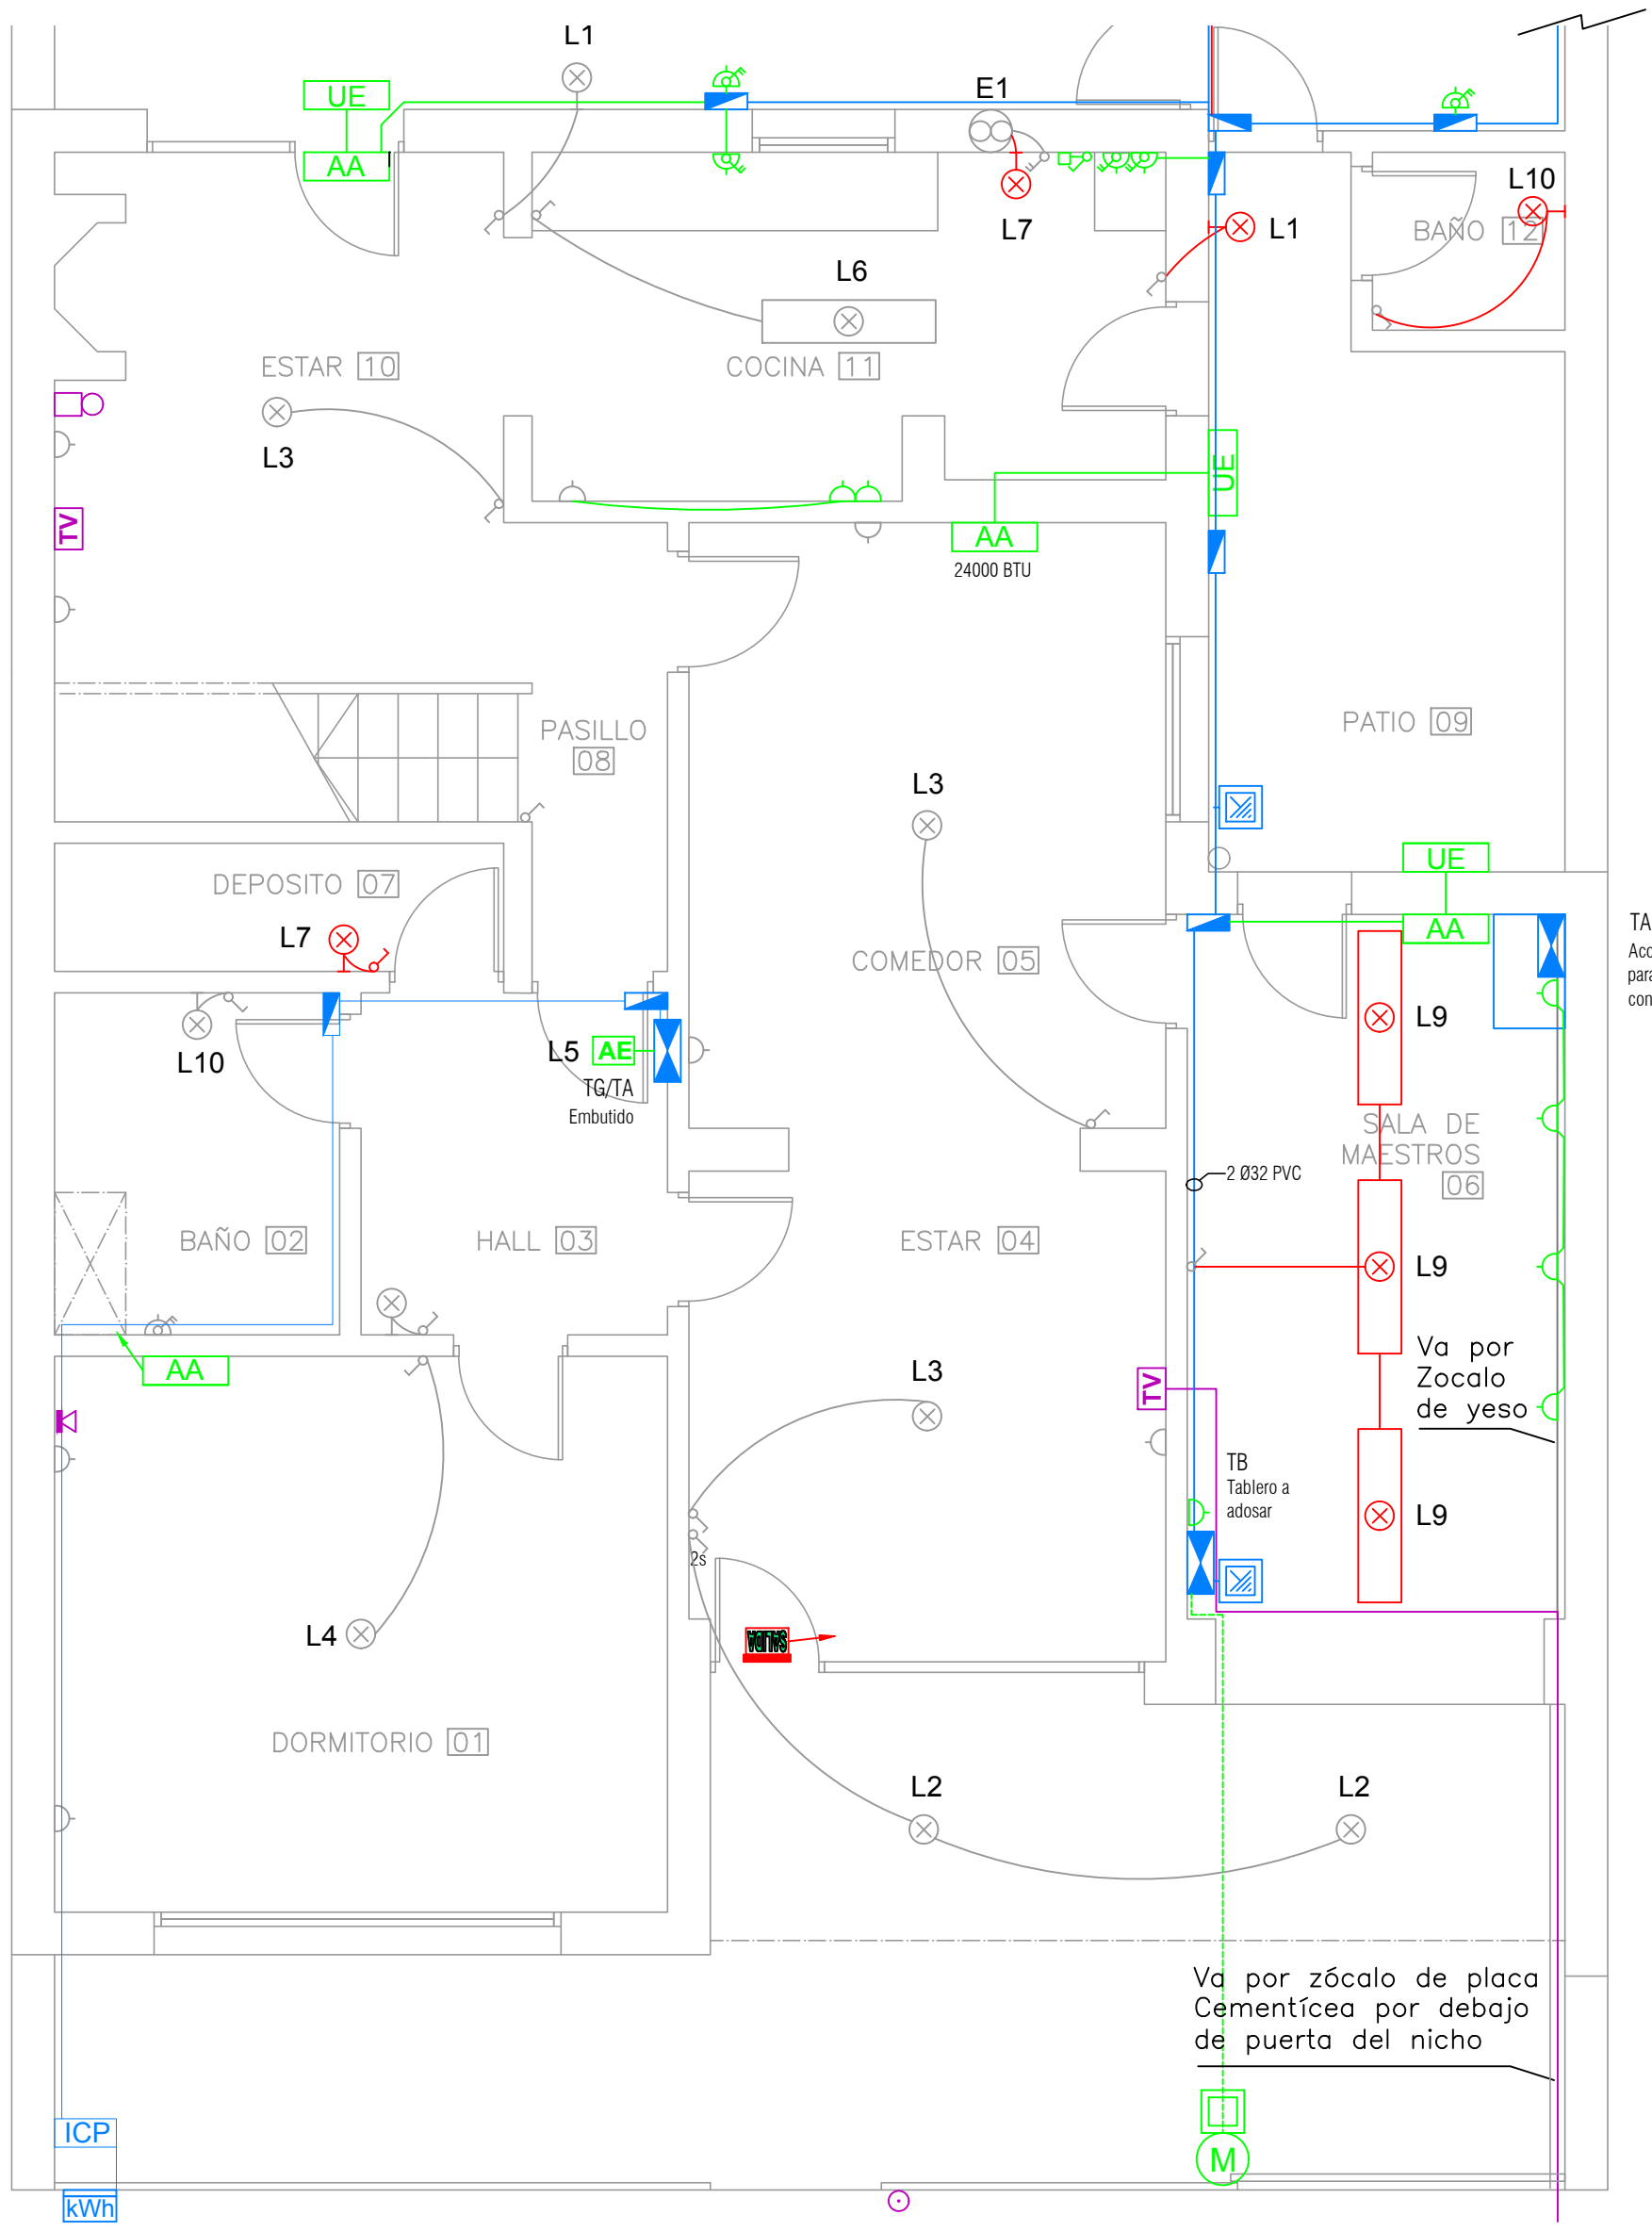 L1
E1
UE
AA
L10
BAÑO 12
L7
L1
L6
ESTAR 10
COCINA 11
L3
UE
TV
AA
24000 BTU
PASILLO
08
PATIO 09
L3
UE
DEPOSITO 07
AA
L7
COMEDOR 05
L9
L5 AE
L10
TG/TA
Embutido
SALA DE
MAESTROS
06
2 Ø32 PVC
BAÑO 02
HALL 03
ESTAR 04
L9
Va por
Zocalo
de yeso
AA
L3
TV
TB
Tablero a
adosar
L9
2s
L4
SALIDA
DORMITORIO 01
L2
L2
Va por zócalo de placa
Cementícea por debajo
de puerta del nicho
ICP
M
kWh